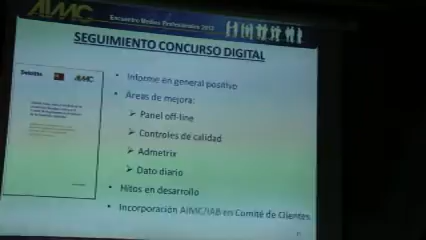 AIMC
Encuentro Medios Profesionales 2012
SEGUIMIENTO CONCURSO DIGITAL
Deloitte. AIMC
• Informe en general positivo
• Áreas de mejora:
➢ Panel off-line
➢ Controles de calidad
➢ Admetrix
➢ Dato diario
• Hitos en desarrollo
• Incorporación AIMC/IAB en Comité de Clientes